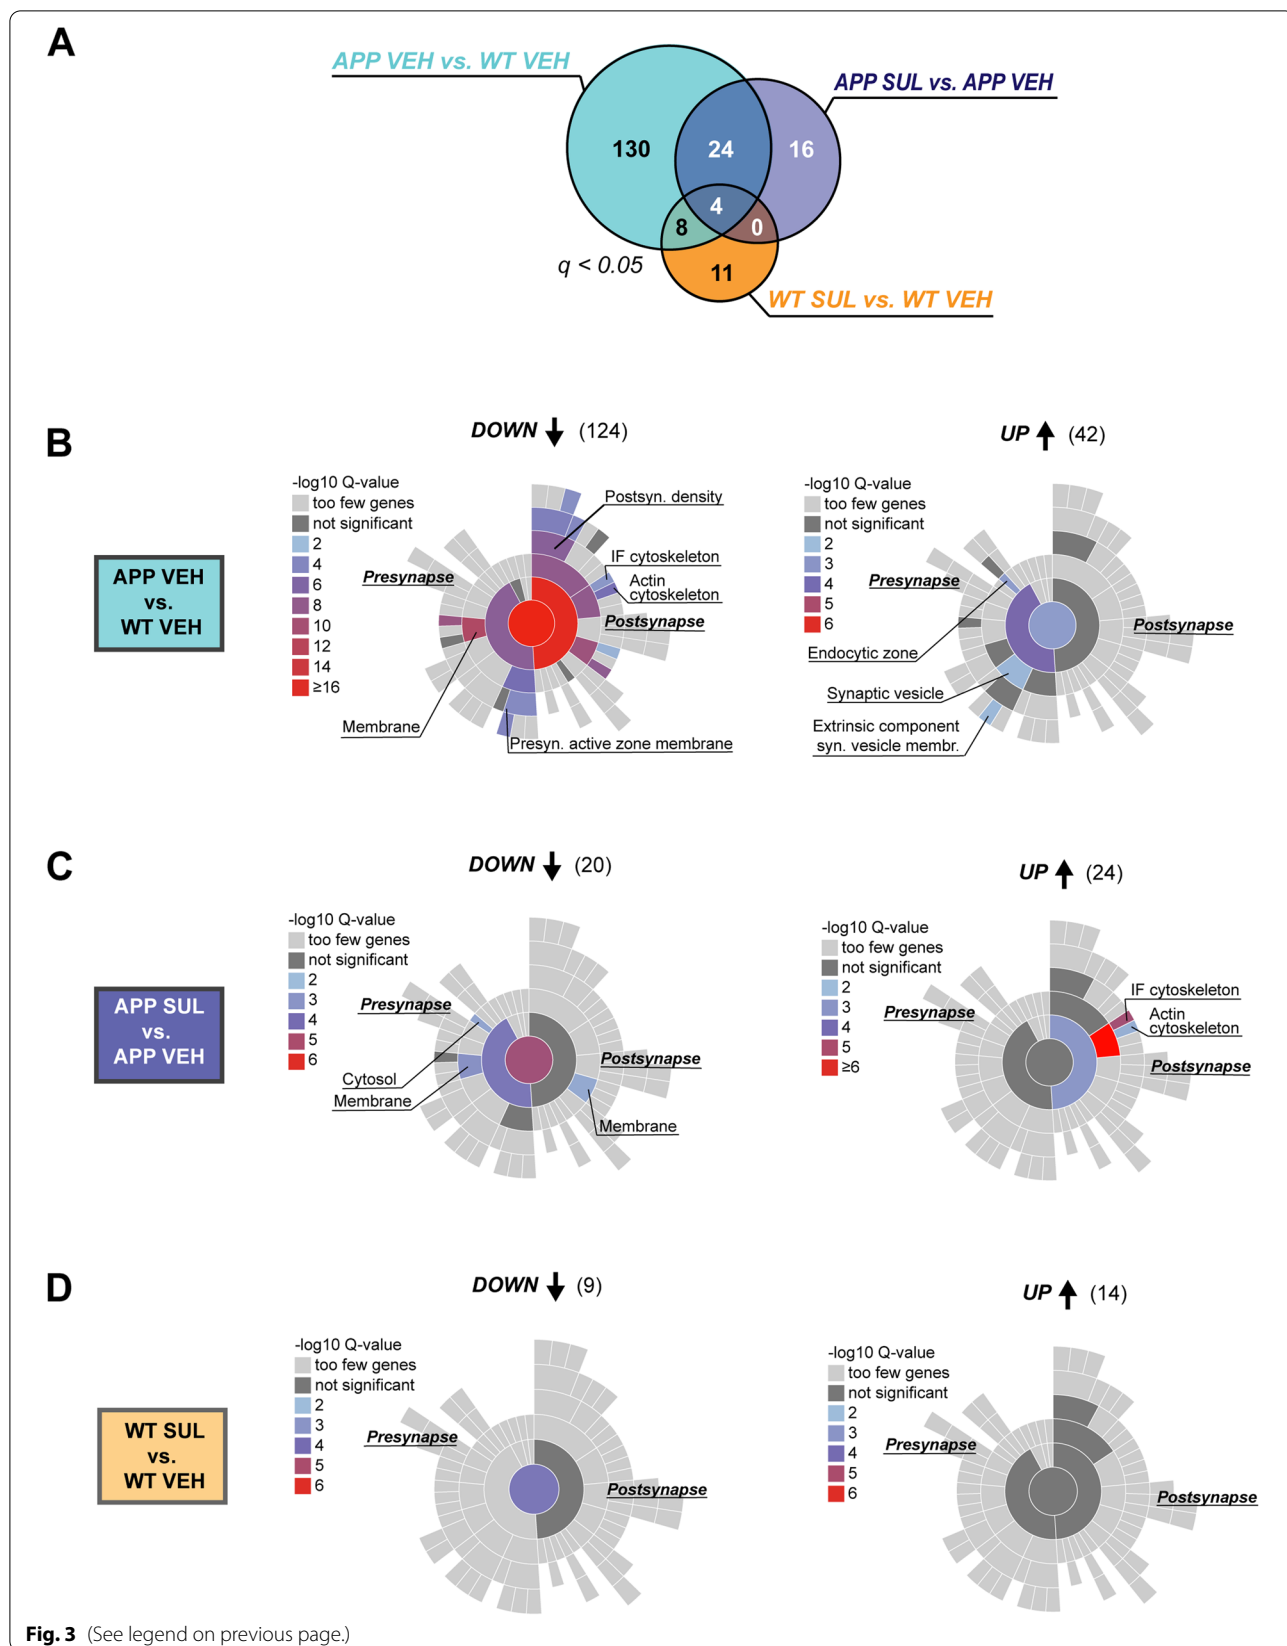 A
APP VEH vs. WT VEH
APP SUL vs. APP VEH
130
24
16
4
8
0
q < 0.05
11
WT SUL vs. WT VEH
B
DOWN (124)
UP (42)
APP VEH
vs.
WT VEH
-log10 Q-value
too few genes
not significant
2
4
6
8
10
12
14
≥16
Postsyn. density
IF cytoskeleton
Actin
cytoskeleton
Presynapse
Postsynapse
Membrane
Presyn. active zone membrane
-log10 Q-value
too few genes
not significant
2
3
4
5
6
Presynapse
Postsynapse
Endocytic zone
Synaptic vesicle
Extrinsic component
syn. vesicle membr.
C
DOWN (20)
UP (24)
APP SUL
vs.
APP VEH
-log10 Q-value
too few genes
not significant
2
3
4
5
6
Presynapse
Postsynapse
Cytosol
Membrane
Membrane
-log10 Q-value
too few genes
not significant
2
3
4
5
≥6
IF cytoskeleton
Actin
cytoskeleton
Presynapse
Postsynapse
D
DOWN (9)
UP (14)
WT SUL
vs.
WT VEH
-log10 Q-value
too few genes
not significant
2
3
4
5
6
Presynapse
Postsynapse
-log10 Q-value
too few genes
not significant
2
3
4
5
6
Presynapse
Postsynapse
Fig. 3 (See legend on previous page.)